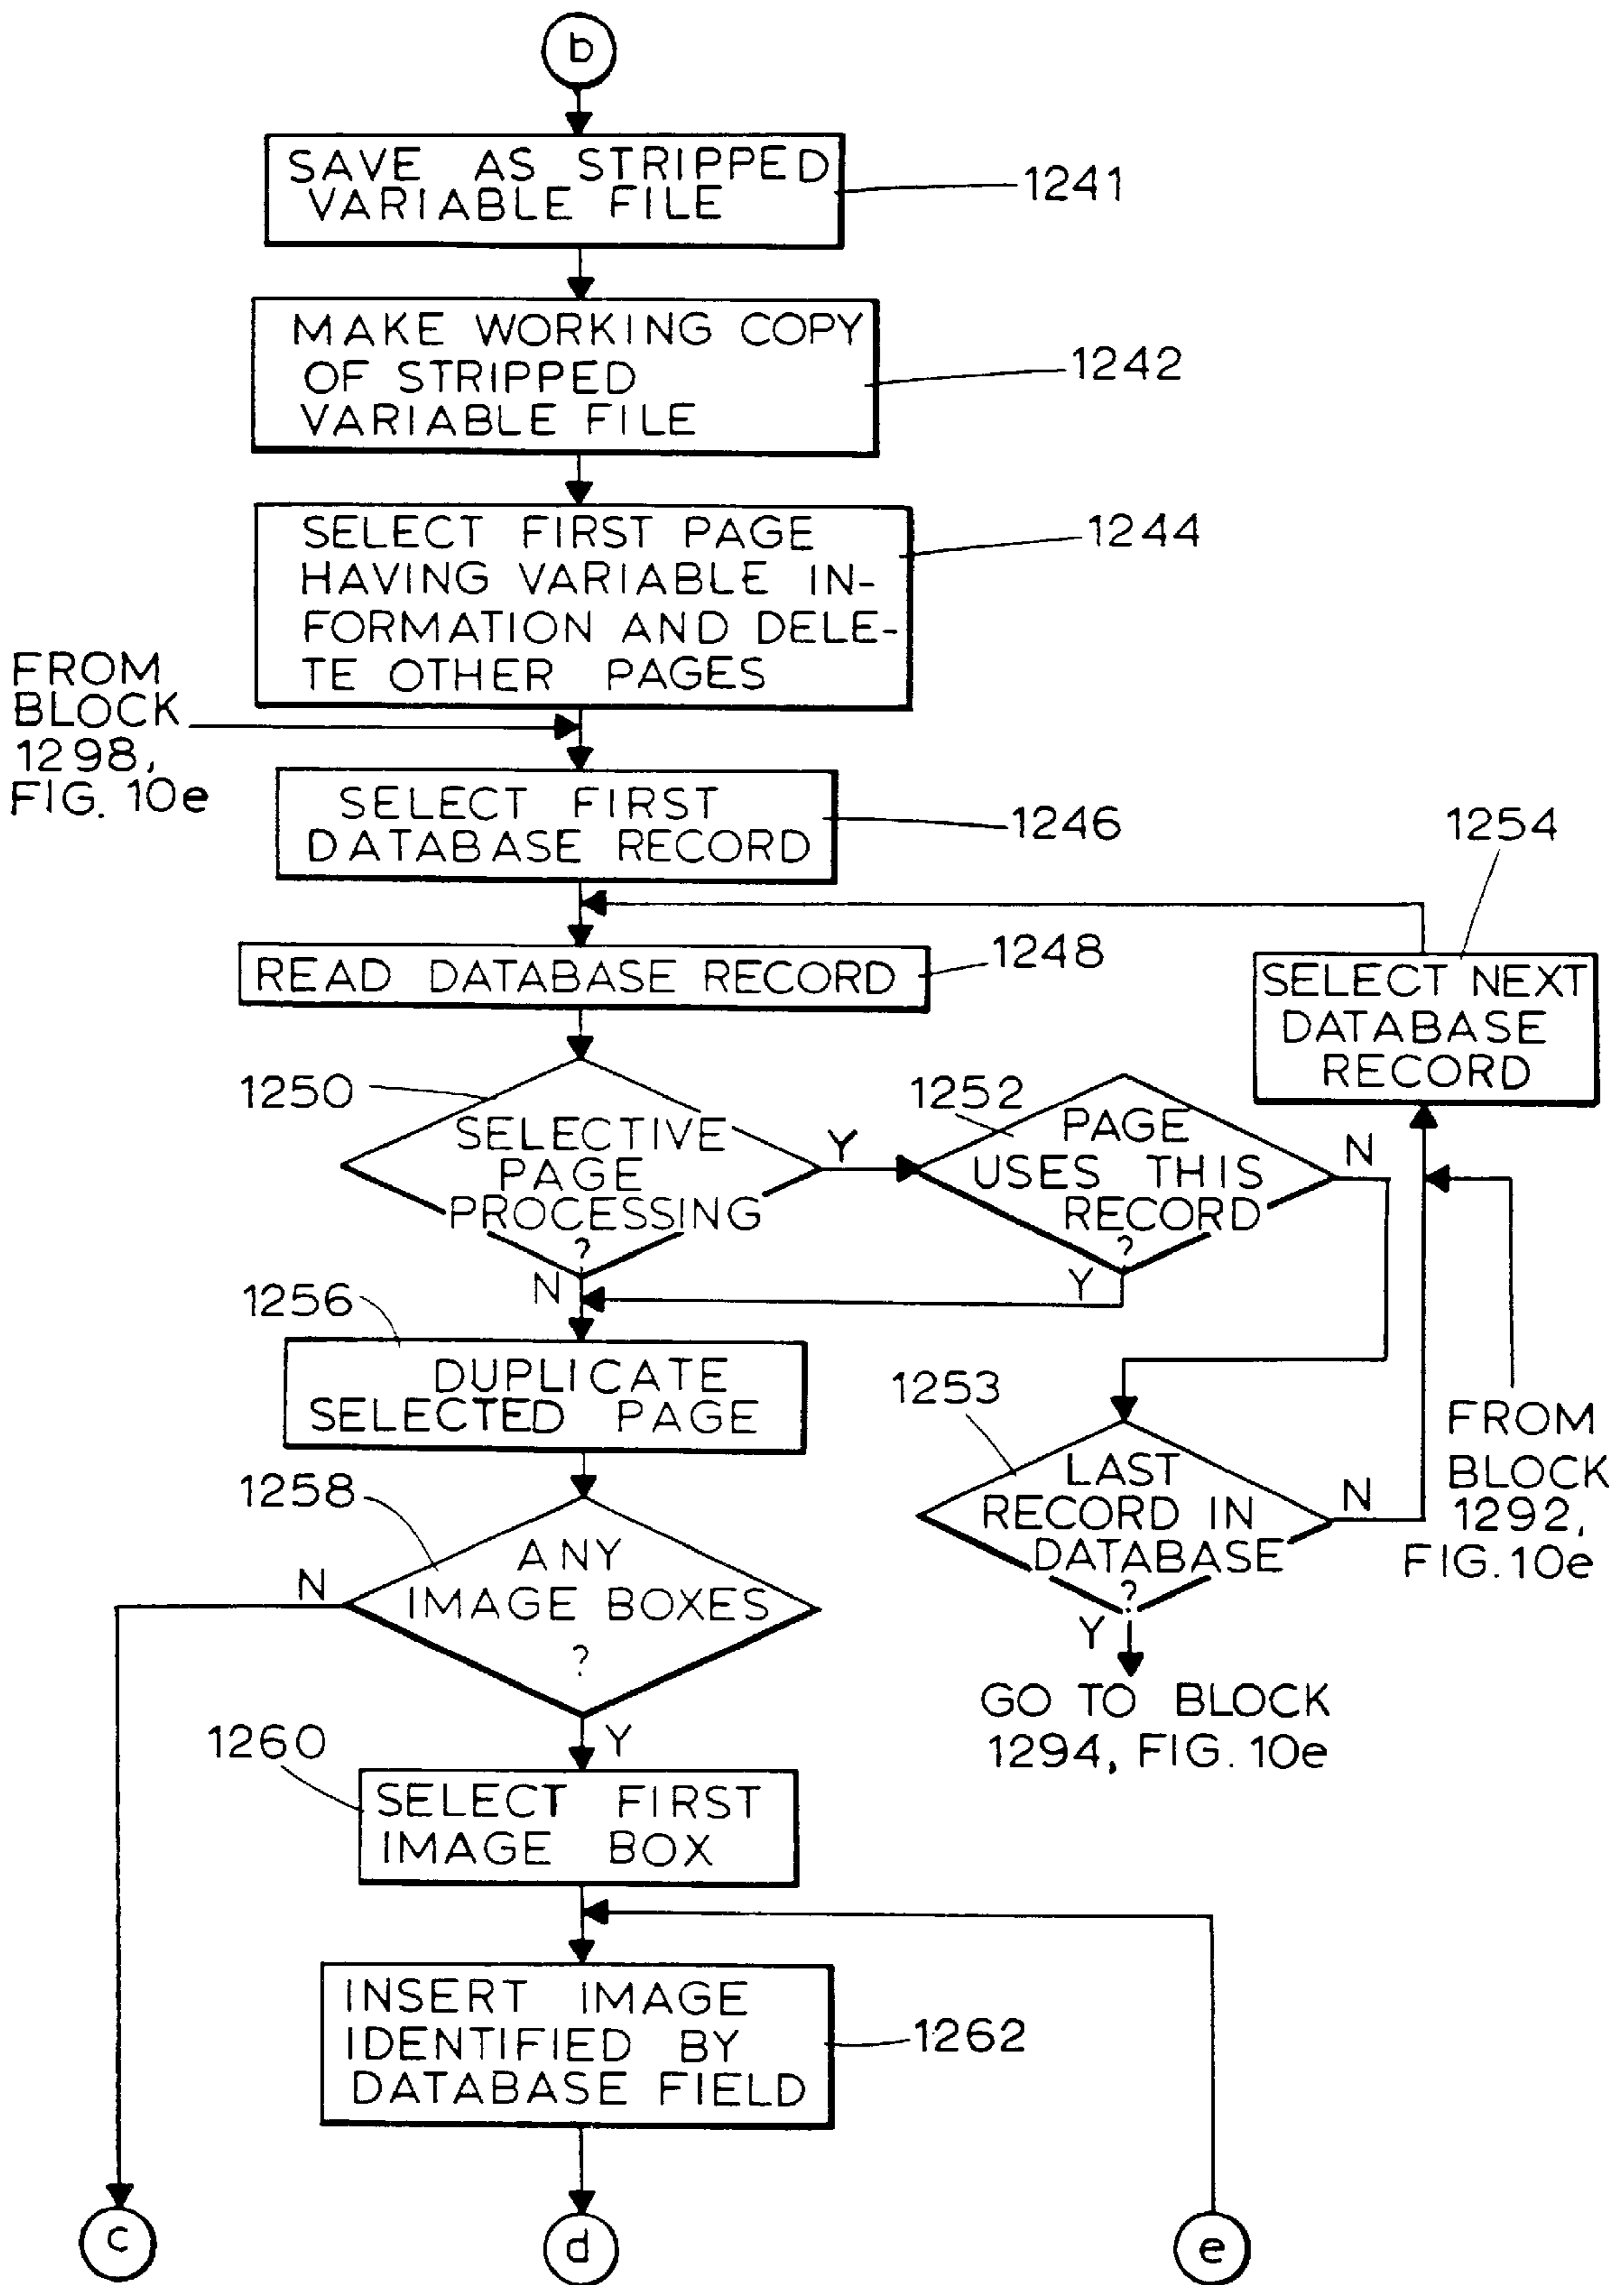 b
SAVE AS STRIPPED
VARIABLE FILE
1241
MAKE WORKING COPY
OF STRIPPED
VARIABLE FILE
1242
SELECT FIRST PAGE
HAVING VARIABLE IN-
FORMATION AND DELE-
TE OTHER PAGES
1244
FROM
BLOCK
1298,
FIG. 10e
SELECT FIRST
DATABASE RECORD
1246
1254
READ DATABASE RECORD
1248
SELECT NEXT
DATABASE
RECORD
1250
SELECTIVE
PAGE
PROCESSING
?
Y
N
1252
PAGE
USES THIS
RECORD
?
N
Y
1256
DUPLICATE
SELECTED PAGE
1253
LAST
RECORD IN
DATABASE
?
N
Y
FROM
BLOCK
1292,
FIG. 10e
GO TO BLOCK
1294, FIG. 10e
1258
ANY
IMAGE BOXES
?
N
Y
1260
SELECT FIRST
IMAGE BOX
INSERT IMAGE
IDENTIFIED BY
DATABASE FIELD
1262
c
d
e